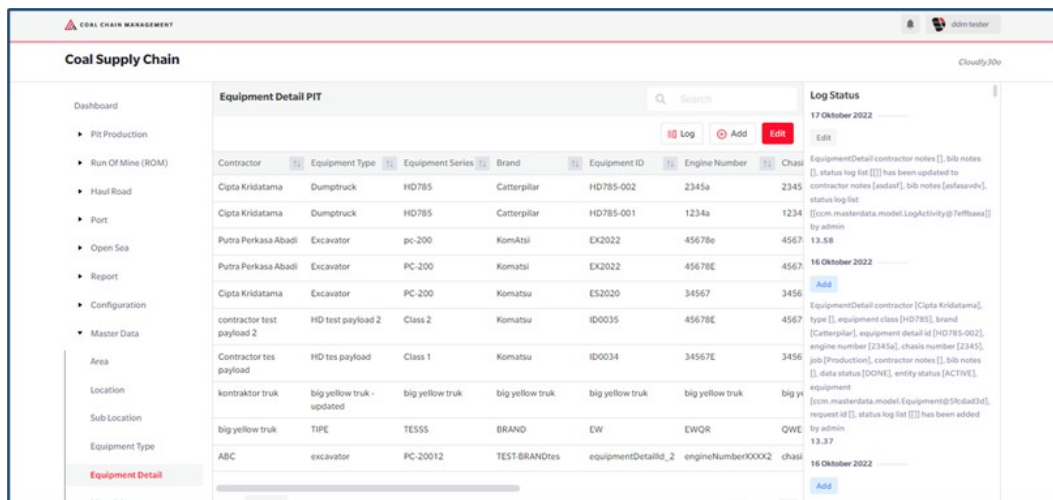 COAL CHAIN MANAGEMENT
ddm tester
Coal Supply Chain
Cloudly 30°
Dashboard
Pit Production
Run Of Mine (ROM)
Haul Road
Port
Open Sea
Report
Configuration
Master Data
Area
Location
Sub Location
Equipment Type
Equipment Detail
Equipment Detail PIT
Search
Log Add Edit
Contractor Equipment Type Equipment Series Brand Equipment ID Engine Number Chasi
Cipta Kridatama Dumptruck HD785 Catterpilar HD785-002 2345a 2345
Cipta Kridatama Dumptruck HD785 Catterpilar HD785-001 1234a 1234
Putra Perkasa Abadi Excavator pc-200 KomAtsi EX2022 45678e 4567
Putra Perkasa Abadi Excavator PC-200 Komatsi EX2022 45678E 4567
Cipta Kridatama Excavator PC-200 Komatsu ES2020 34567 3456
contractor test payload 2 HD test payload 2 Class 2 Komatsu ID0035 45678E 4567
Contractor tes payload HD tes payload Class 1 Komatsu ID0034 34567E 3456
kontraktor truk big yellow truk - updated big yellow truk big yellow truk big yellow truk big yellow truk big y
big yellow truk TIPE TESSS BRAND EW EWQR QWE
ABC excavator PC-20012 TEST-BRANDtes equipmentDetailId_2 engineNumberXXXX2 chasi
Log Status
17 Oktober 2022
Edit
EquipmentDetail contractor notes [], bib notes
[], status log list [[]] has been updated to
contractor notes [asdasf], bib notes [asfasavdv],
status log list
[[ccm.masterdata.model.LogActivity@7effbaea]]
by admin
13.58
16 Oktober 2022
Add
EquipmentDetail contractor [Cipta Kridatama],
type [], equipment class [HD785], brand
[Catterpilar], equipment detail id [HD785-002],
engine number [2345a], chasis number [2345],
job [Production], contractor notes [], bib notes
[], data status [DONE], entity status [ACTIVE],
equipment
[ccm.masterdata.model.Equipment@5fcdad3d],
request id [], status log list [[]] has been added
by admin
13.37
16 Oktober 2022
Add